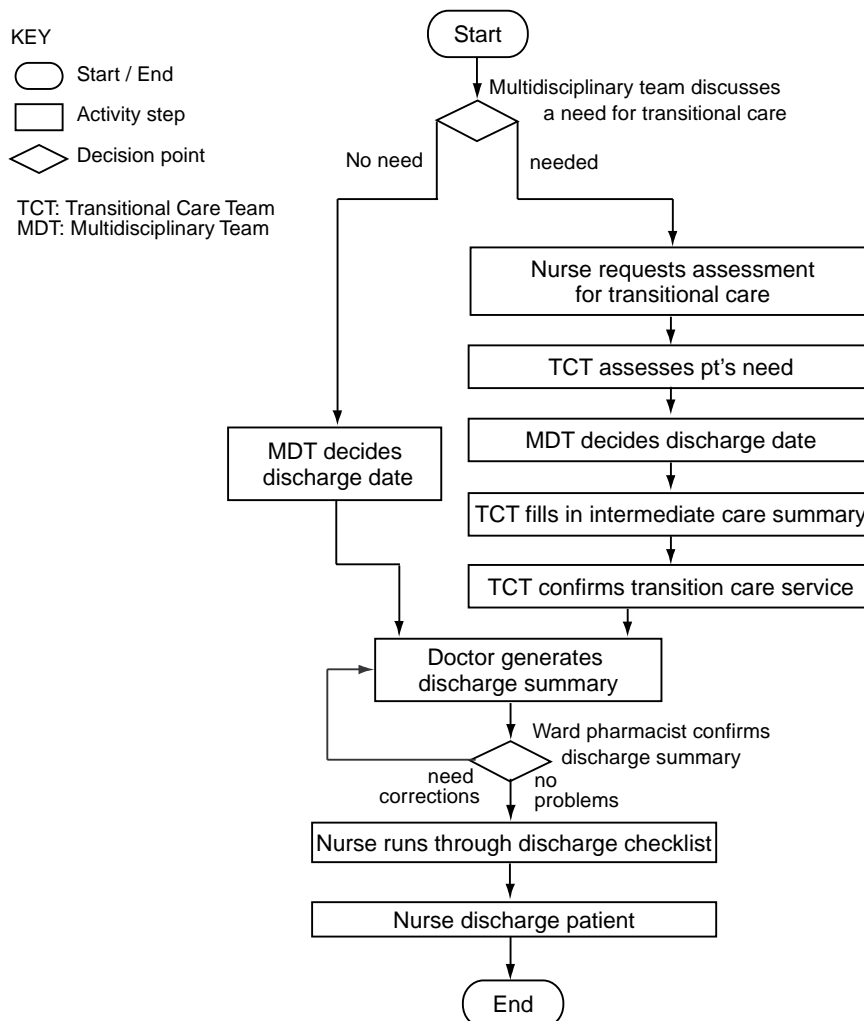 KEY
Start / End
Activity step
Decision point
TCT: Transitional Care Team
MDT: Multidisciplinary Team
Start
Multidisciplinary team discusses
a need for transitional care
No need
needed
Nurse requests assessment
for transitional care
TCT assesses pt's need
MDT decides discharge date
TCT fills in intermediate care summary
TCT confirms transition care service
MDT decides
discharge date
Doctor generates
discharge summary
Ward pharmacist confirms
discharge summary
need
corrections
no
problems
Nurse runs through discharge checklist
Nurse discharge patient
End